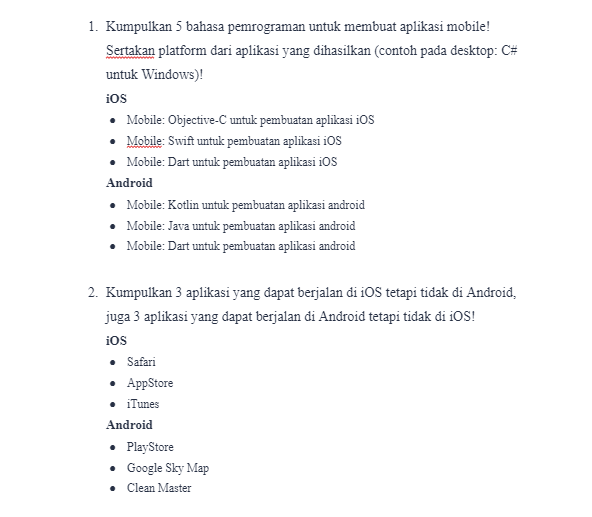 1. Kumpulkan 5 bahasa pemrograman untuk membuat aplikasi mobile!
Sertakan platform dari aplikasi yang dihasilkan (contoh pada desktop: C#
untuk Windows)!
iOS
• Mobile: Objective-C untuk pembuatan aplikasi iOS
• Mobile: Swift untuk pembuatan aplikasi iOS
• Mobile: Dart untuk pembuatan aplikasi iOS
Android
• Mobile: Kotlin untuk pembuatan aplikasi android
• Mobile: Java untuk pembuatan aplikasi android
• Mobile: Dart untuk pembuatan aplikasi android
2. Kumpulkan 3 aplikasi yang dapat berjalan di iOS tetapi tidak di Android,
juga 3 aplikasi yang dapat berjalan di Android tetapi tidak di iOS!
iOS
• Safari
• AppStore
• iTunes
Android
• PlayStore
• Google Sky Map
• Clean Master